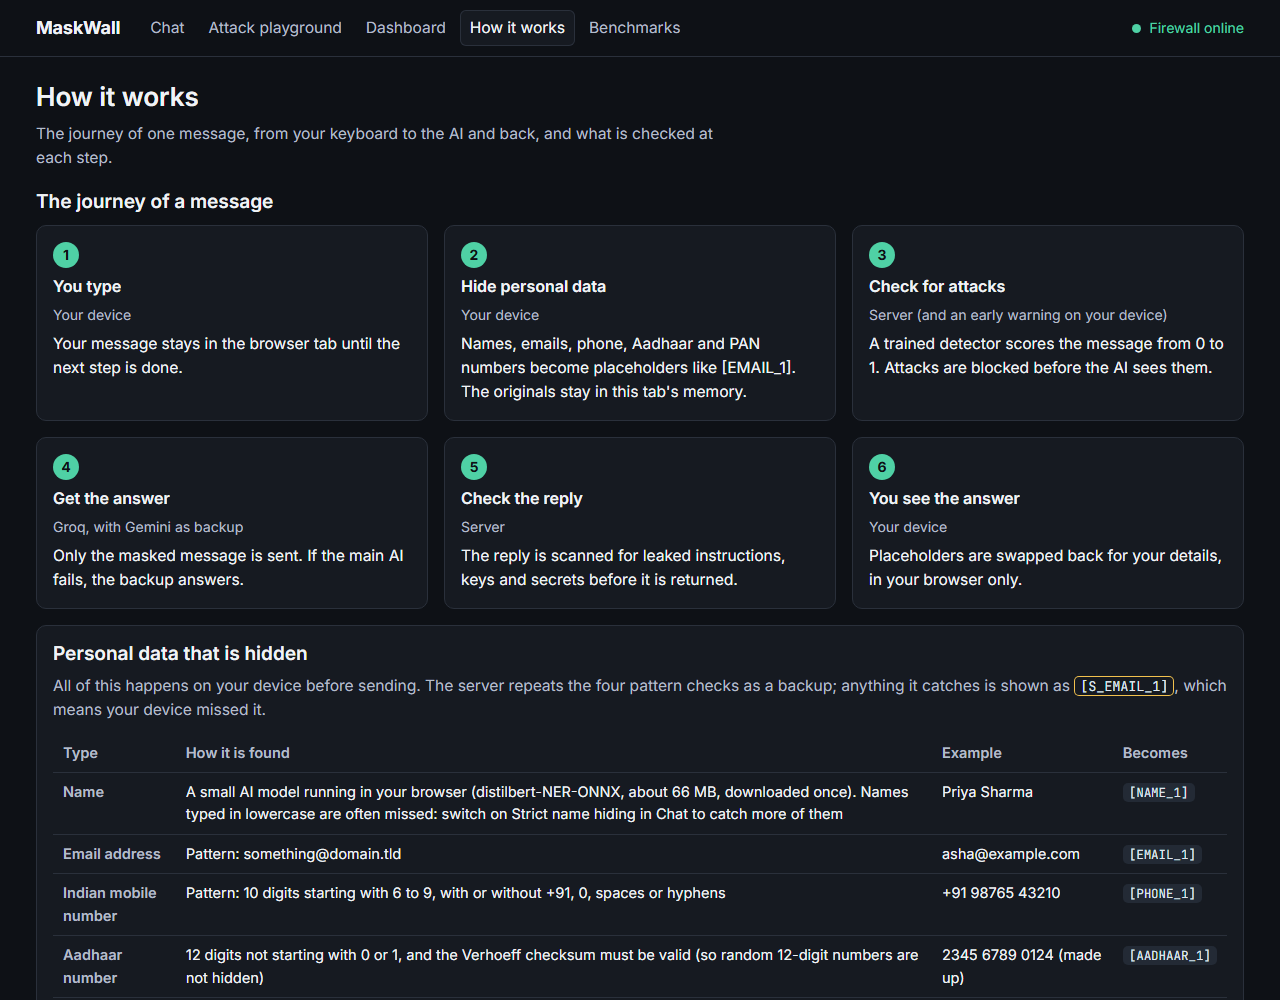 MaskWall
Chat
Attack playground
Dashboard
How it works
Benchmarks
Firewall online
How it works
The journey of one message, from your keyboard to the AI and back, and what is checked at
each step.
The journey of a message
1
You type
Your device
Your message stays in the browser tab until the
next step is done.
2
Hide personal data
Your device
Names, emails, phone, Aadhaar and PAN
numbers become placeholders like [EMAIL_1].
The originals stay in this tab's memory.
3
Check for attacks
Server (and an early warning on your device)
A trained detector scores the message from 0 to
1. Attacks are blocked before the AI sees them.
4
Get the answer
Groq, with Gemini as backup
Only the masked message is sent. If the main AI
fails, the backup answers.
5
Check the reply
Server
The reply is scanned for leaked instructions,
keys and secrets before it is returned.
6
You see the answer
Your device
Placeholders are swapped back for your details,
in your browser only.
Personal data that is hidden
All of this happens on your device before sending. The server repeats the four pattern checks as a backup; anything it catches is shown as [S_EMAIL_1], which
means your device missed it.
Type How it is found Example Becomes
Name
A small AI model running in your browser (distilbert-NER-ONNX, about 66 MB, downloaded once). Names
typed in lowercase are often missed: switch on Strict name hiding in Chat to catch more of them
Priya Sharma
[NAME_1]
Email address
Pattern: something@domain.tld
asha@example.com
[EMAIL_1]
Indian mobile
number
Pattern: 10 digits starting with 6 to 9, with or without +91, 0, spaces or hyphens
+91 98765 43210
[PHONE_1]
Aadhaar
number
12 digits not starting with 0 or 1, and the Verhoeff checksum must be valid (so random 12-digit numbers are
not hidden)
2345 6789 0124 (made
up)
[AADHAAR_1]